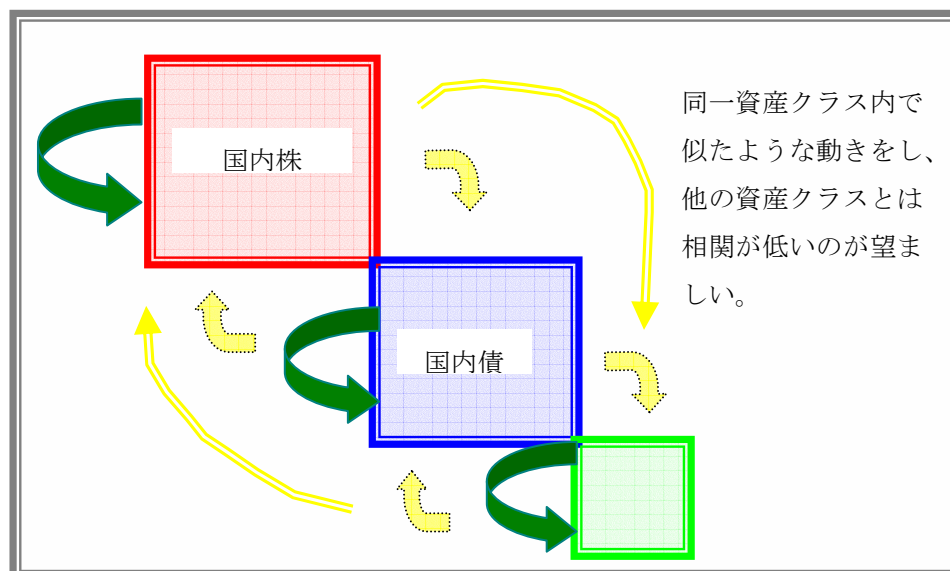 国内株
同一資産クラス内で
似たような動きをし、
他の資産クラスとは
相関が低いのが望ま
しい。
国内債